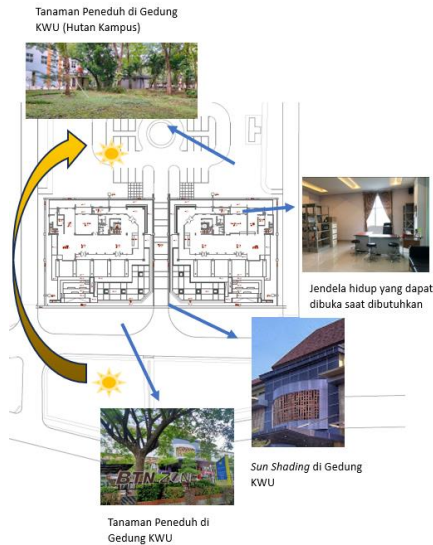 Tanaman Peneduh di Gedung
KWU (Hutan Kampus)
Jendela hidup yang dapat
dibuka saat dibutuhkan
BTN
Sun Shading di Gedung
KWU
Tanaman Peneduh di
Gedung KWU